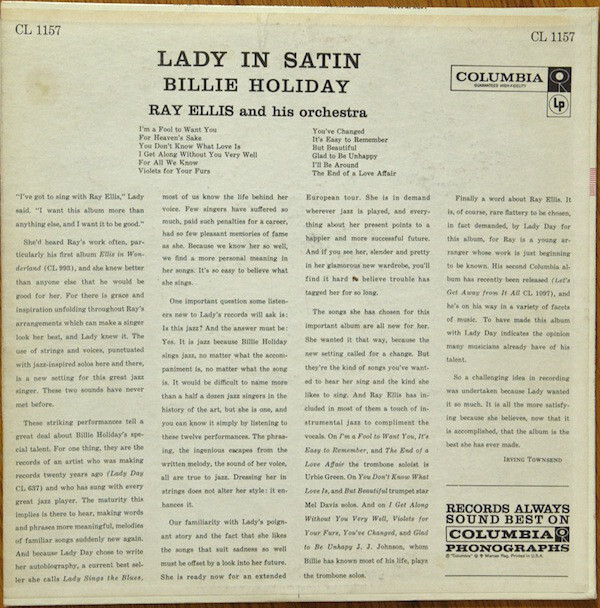 CL 1157
CL 1157
LADY IN SATIN
BILLIE HOLIDAY
RAY ELLIS and his orchestra
COLUMBIA
GUARANTEED HIGH-FIDELITY
Lp
I'm a Fool to Want You
For Heaven's Sake
You Don't Know What Love Is
I Get Along Without You Very Well
For All We Know
Violets for Your Furs
You've Changed
It's Easy to Remember
But Beautiful
Glad to Be Unhappy
I'll Be Around
The End of a Love Affair
"I've got to sing with Ray Ellis," Lady
said. "I want this album more than
anything else, and I want it to be good."
She'd heard Ray's work often, par-
ticularly his first album Ellis in Won-
derland (CL 993), and she knew better
than anyone else that he would be
good for her. For there is grace and
inspiration unfolding throughout Ray's
arrangements which can make a singer
look her best, and Lady knew it. The
use of strings and voices, punctuated
with jazz-inspired solos here and there,
is a new setting for this great jazz
singer. These two sounds have never
met before.
These striking performances tell a
great deal about Billie Holiday's spe-
cial talent. For one thing, they are the
records of an artist who was making
records twenty years ago (Lady Day
CL 637) and who has sung with every
great jazz player. The maturity this
implies is there to hear, making words
and phrases more meaningful, melodies
of familiar songs suddenly new again.
And because Lady Day chose to write
her autobiography, a current best sel-
ler she calls Lady Sings the Blues,
most of us know the life behind her
voice. Few singers have suffered so
much, paid such penalties for a career,
had so few pleasant memories of fame
as she. Because we know her so well,
we find a more personal meaning in
her songs. It's so easy to believe what
she sings.
One important question some listen-
ers new to Lady's records will ask is:
Is this jazz? And the answer must be:
Yes. It is jazz because Billie Holiday
sings jazz, no matter what the accom-
paniment is, no matter what the song
is. It would be difficult to name more
than half a dozen jazz singers in the
history of the art, but she is one, and
you can know it simply by listening to
these twelve performances. The phras-
ing, the ingenious escapes from the
written melody, the sound of her voice,
all are true to jazz. Dressing her in
strings does not alter her style: it en-
hances it.
Our familiarity with Lady's poign-
ant story and the fact that she likes
the songs that suit sadness so well
must be offset by a look into her future.
She is ready now for an extended
European tour. She is in demand
wherever jazz is played, and every-
thing about her present points to a
happier and more successful future.
And if you see her, slender and pretty
in her glamorous new wardrobe, you'll
find it hard to believe trouble has
tagged her for so long.
The songs she has chosen for this
important album are all new for her.
She wanted it that way, because the
new setting called for a change. But
they're the kind of songs you've want-
ed to hear her sing and the kind she
likes to sing. And Ray Ellis has in-
cluded in most of them a touch of in-
strumental jazz to compliment the
vocals. On I'm a Fool to Want You, It's
Easy to Remember, and The End of a
Love Affair the trombone soloist is
Urbie Green. On You Don't Know What
Love Is, and But Beautiful trumpet star
Mel Davis solos. And on I Get Along
Without You Very Well, Violets for
Your Furs, You've Changed, and Glad
to Be Unhappy J. J. Johnson, whom
Billie has known most of his life, plays
the trombone solos.
Finally a word about Ray Ellis. It
is, of course, rare flattery to be chosen,
in fact demanded, by Lady Day for
this album, for Ray is a young ar-
ranger whose work is just beginning
to be known. His second Columbia al-
bum has recently been released (Let's
Get Away from It All CL 1097), and
he's on his way in a variety of facets
of music. To have made this album
with Lady Day indicates the opinion
many musicians already have of his
talent.
So a challenging idea in recording
was undertaken because Lady wanted
it so much. It is all the more satisfy-
ing because she believes, now that it
is accomplished, that the album is the
best she has ever made.
IRVING TOWNSEND
RECORDS ALWAYS
SOUND BEST ON
COLUMBIA
PHONOGRAPHS
® "Columbia" ® Marcas Reg. Printed in U.S.A.